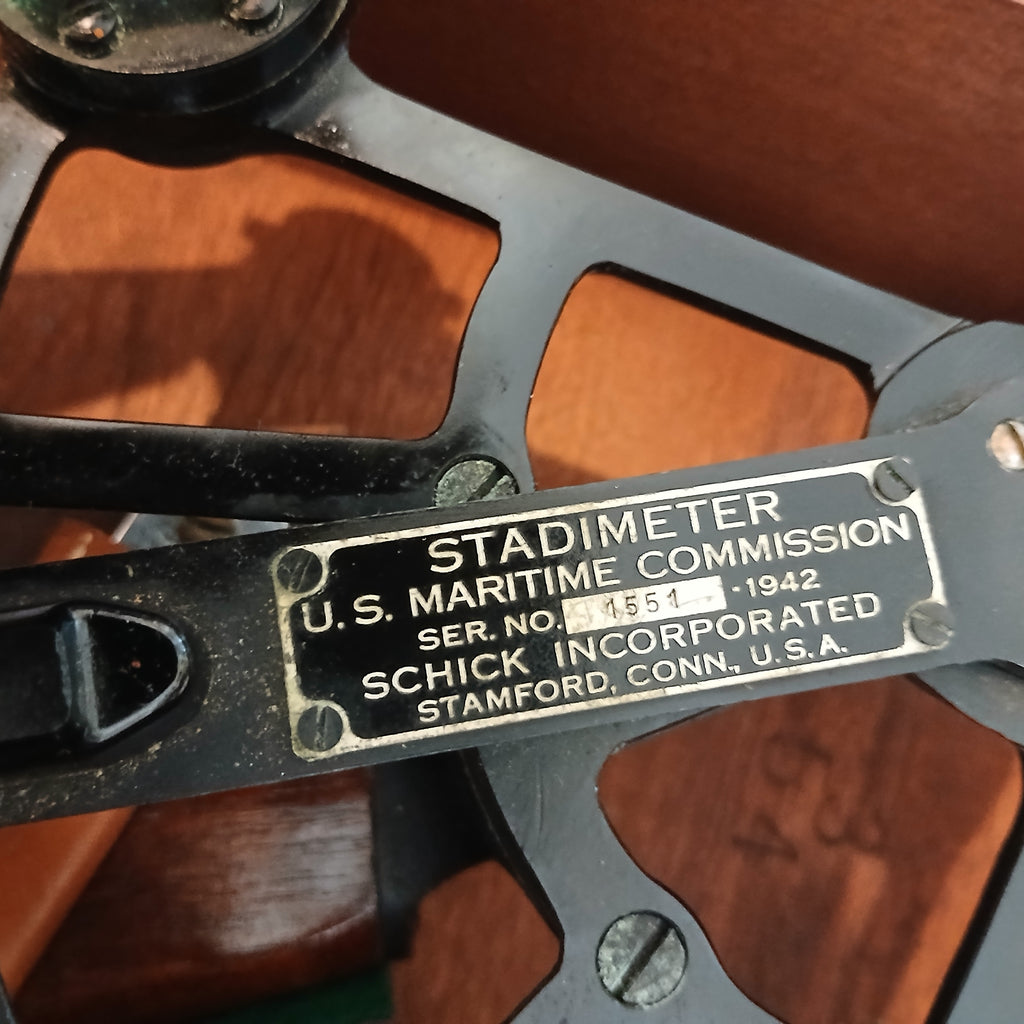 STADIMETER
U.S. MARITIME COMMISSION
SER. NO. 1551 -1942
SCHICK INCORPORATED
STAMFORD, CONN., U.S.A.